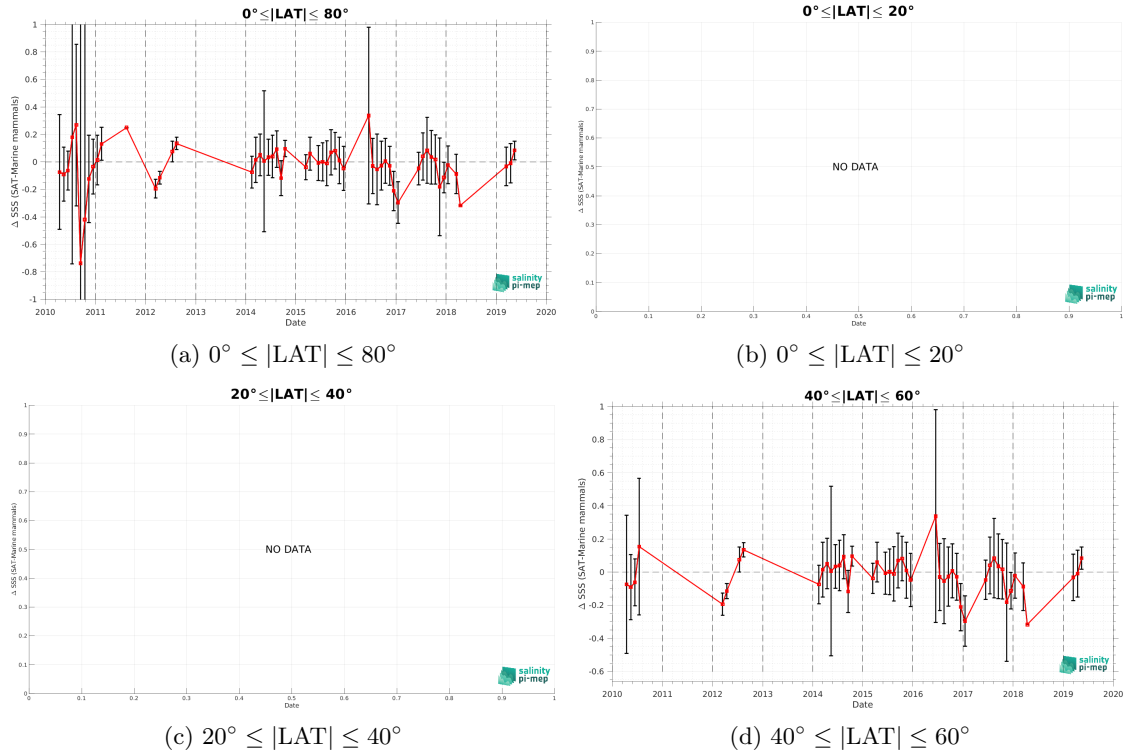 0°≤|LAT|≤ 80°
1
0.8
0.6
0.4
0.2
0
-0.2
-0.4
-0.6
-0.8
-1
Δ SSS (SAT-Marine mammals)
2010 2011 2012 2013 2014 2015 2016 2017 2018 2019 2020
Date
salinity
pi-mep
(a) 0° ≤ |LAT| ≤ 80°
0°≤|LAT|≤ 20°
1
0.9
0.8
0.7
0.6
0.5
0.4
0.3
0.2
0.1
0
Δ SSS (SAT-Marine mammals)
NO DATA
0 0.1 0.2 0.3 0.4 0.5 0.6 0.7 0.8 0.9 1
Date
salinity
pi-mep
(b) 0° ≤ |LAT| ≤ 20°
20°≤|LAT|≤ 40°
1
0.9
0.8
0.7
0.6
0.5
0.4
0.3
0.2
0.1
0
Δ SSS (SAT-Marine mammals)
NO DATA
0 0.1 0.2 0.3 0.4 0.5 0.6 0.7 0.8 0.9 1
Date
salinity
pi-mep
(c) 20° ≤ |LAT| ≤ 40°
40°≤|LAT|≤ 60°
1
0.8
0.6
0.4
0.2
0
-0.2
-0.4
-0.6
Δ SSS (SAT-Marine mammals)
2010 2011 2012 2013 2014 2015 2016 2017 2018 2019 2020
Date
salinity
pi-mep
(d) 40° ≤ |LAT| ≤ 60°